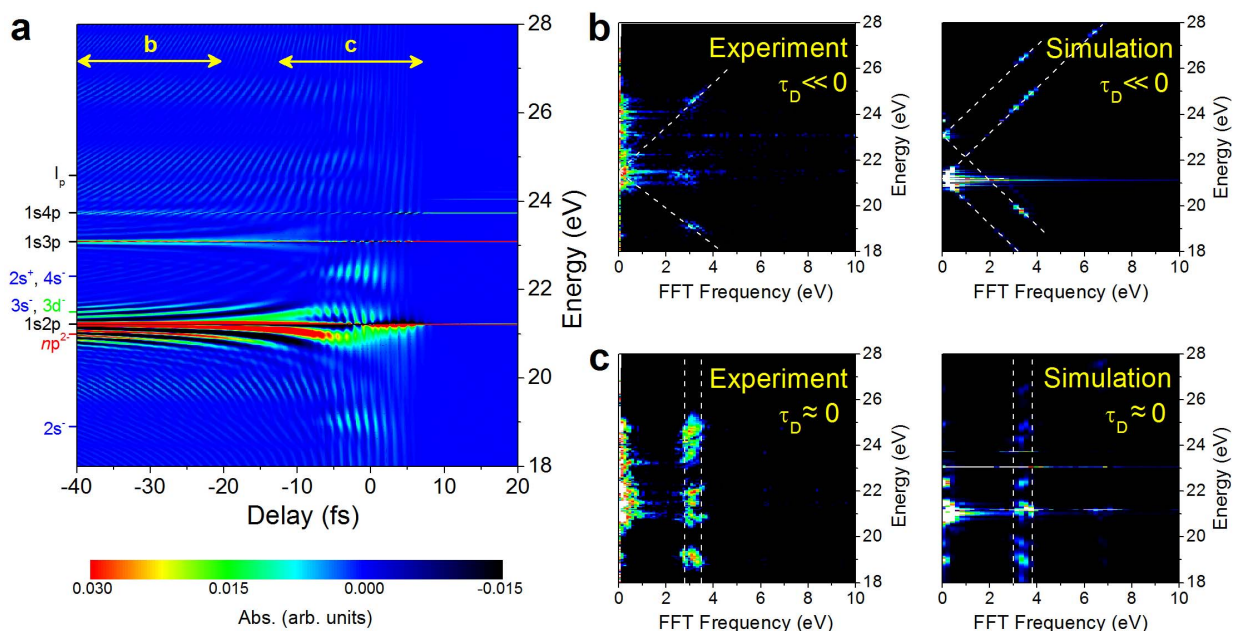 a
b
c
28
26
24
22
20
18
Energy (eV)
I_p
1s4p
1s3p
2s⁺, 4s⁻
3s⁻, 3d⁻
1s2p
np²⁻
2s⁻
-40 -30 -20 -10 0 10 20
Delay (fs)
0.030 0.015 0.000 -0.015
Abs. (arb. units)
b
Experiment
τ_D << 0
28
26
24
22
20
18
Energy (eV)
0 2 4 6 8 10
FFT Frequency (eV)
Simulation
τ_D << 0
28
26
24
22
20
18
Energy (eV)
0 2 4 6 8 10
FFT Frequency (eV)
c
Experiment
τ_D ≈ 0
28
26
24
22
20
18
Energy (eV)
0 2 4 6 8 10
FFT Frequency (eV)
Simulation
τ_D ≈ 0
28
26
24
22
20
18
Energy (eV)
0 2 4 6 8 10
FFT Frequency (eV)